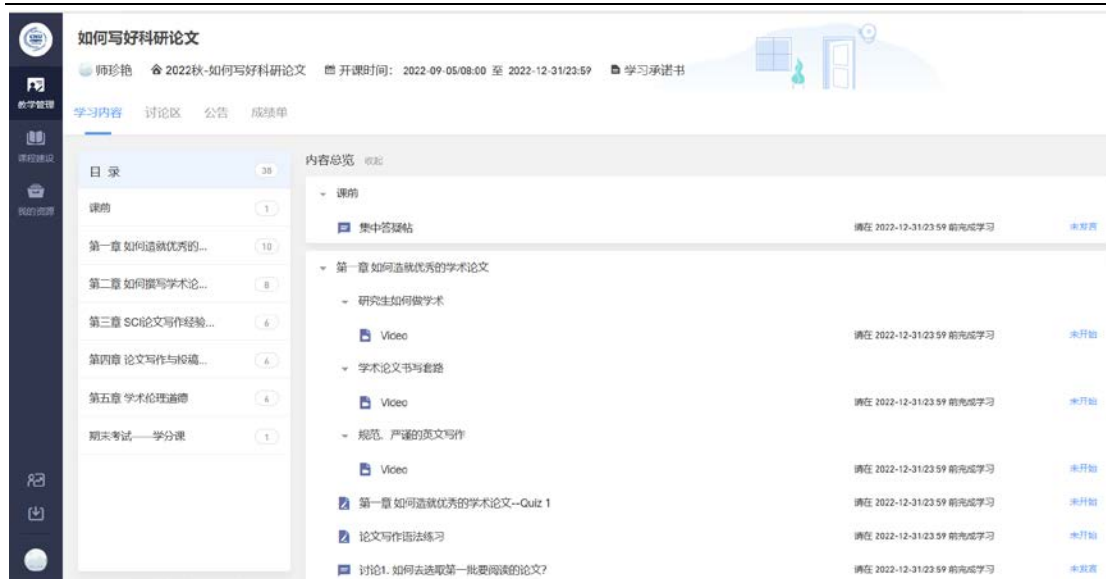 如何写好科研论文
师珍艳 2022秋-如何写好科研论文 开课时间: 2022-09-05/08:00 至 2022-12-31/23:59 学习承诺书
学习内容 讨论区 公告 成绩单
教学管理
课程建设
我的资源
目录 38
课前 1
第一章 如何造就优秀的... 10
第二章 如何撰写学术论... 8
第三章 SCI论文写作经验... 6
第四章 论文写作与投稿... 6
第五章 学术伦理道德 6
期末考试——学分课 1
内容总览 收起
课前
集中答疑帖 请在 2022-12-31/23:59 前完成学习 未发言
第一章 如何造就优秀的学术论文
研究生如何做学术
Video 请在 2022-12-31/23:59 前完成学习 未开始
学术论文书写套路
Video 请在 2022-12-31/23:59 前完成学习 未开始
规范、严谨的英文写作
Video 请在 2022-12-31/23:59 前完成学习 未开始
第一章 如何造就优秀的学术论文--Quiz 1 请在 2022-12-31/23:59 前完成学习 未开始
论文写作语法练习 请在 2022-12-31/23:59 前完成学习 未开始
讨论1. 如何去选取第一批要阅读的论文? 请在 2022-12-31/23:59 前完成学习 未发言